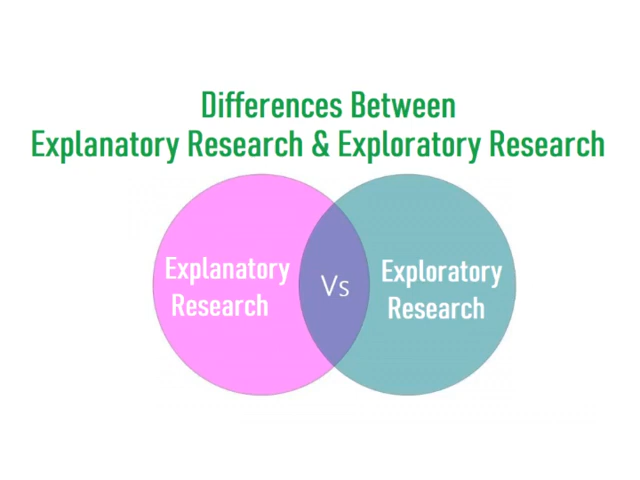 Differences Between
Explanatory Research & Exploratory Research
Explanatory
Research
Vs
Exploratory
Research